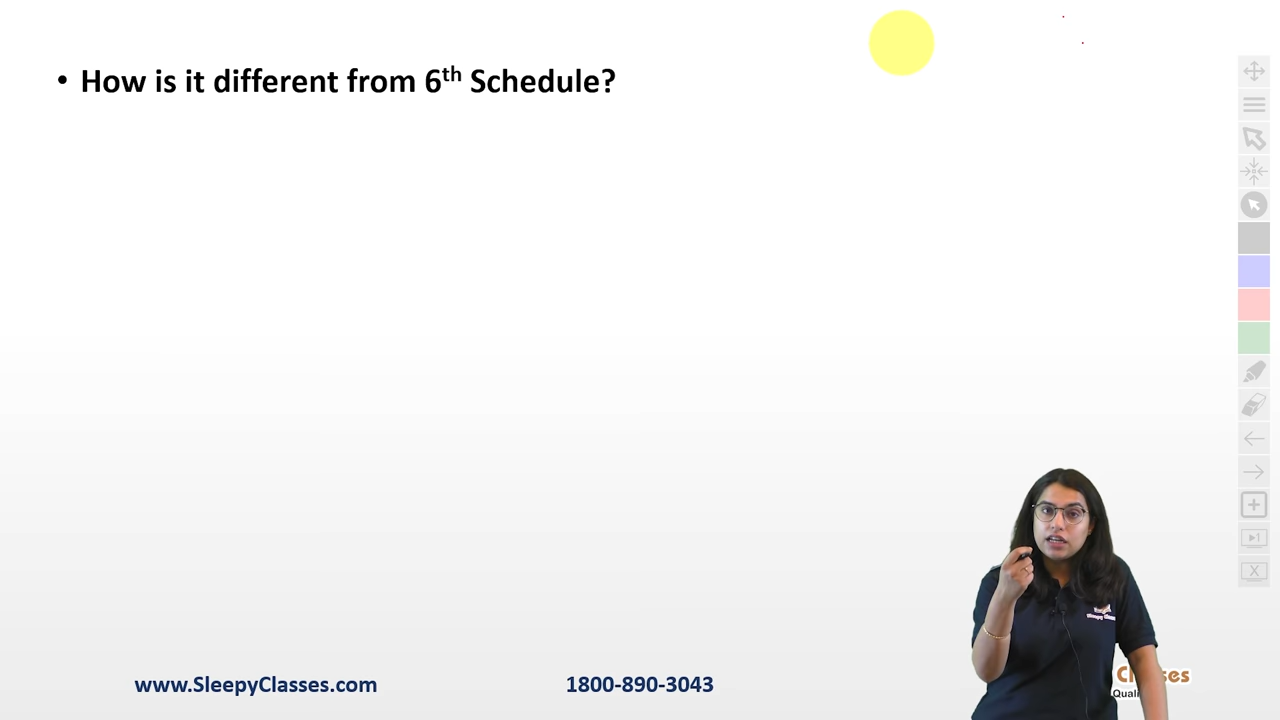 • How is it different from 6th Schedule?
www.SleepyClasses.com
1800-890-3043